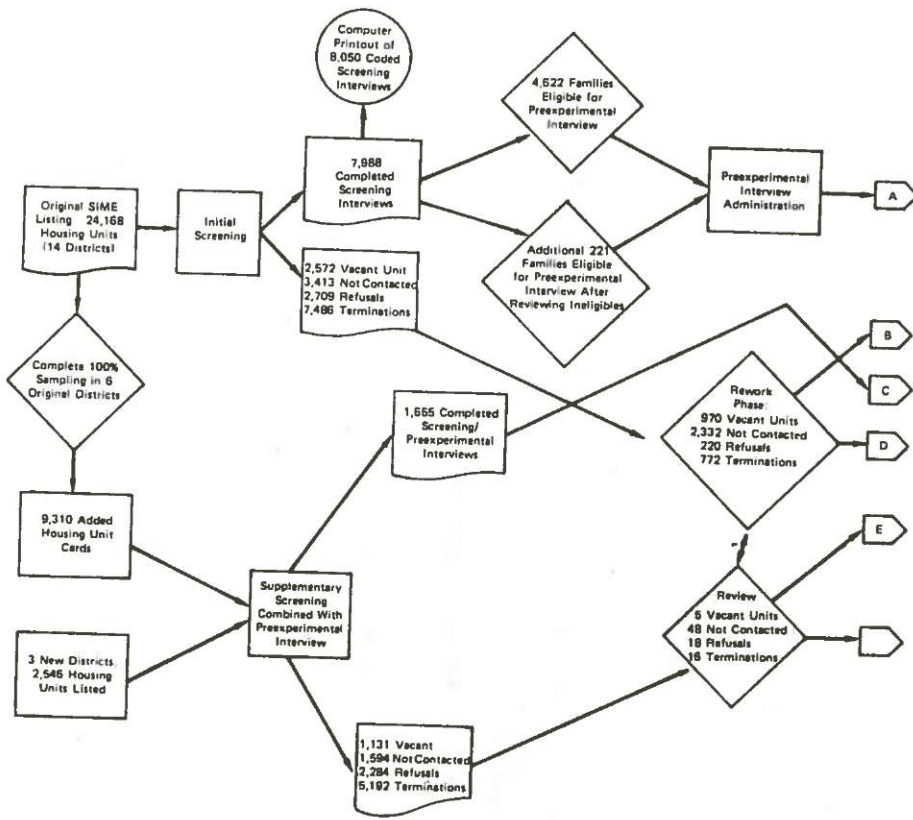 Computer
Printout of
8,050 Coded
Screening
Interviews
4,622 Families
Eligible for
Preexperimental
Interview
7,988
Completed
Screening
Interviews
Preexperimental
Interview
Administration
A
Original SIME
Listing 24,168
Housing Units
(14 Districts)
Initial
Screening
Additional 221
Families Eligible
for Preexperimental
Interview After
Reviewing Ineligibles
2,572 Vacant Unit
3,413 Not Contacted
2,709 Refusals
7,486 Terminations
Complete 100%
Sampling in 6
Original Districts
B
C
1,655 Completed
Screening/
Preexperimental
Interviews
Rework
Phase:
970 Vacant Units
2,332 Not Contacted
220 Refusals
772 Terminations
D
9,310 Added
Housing Unit
Cards
E
Supplementary
Screening
Combined With
Preexperimental
Interview
Review
5 Vacant Units
48 Not Contacted
18 Refusals
16 Terminations
3 New Districts,
2,546 Housing
Units Listed
1,131 Vacant
1,594 Not Contacted
2,284 Refusals
5,192 Terminations